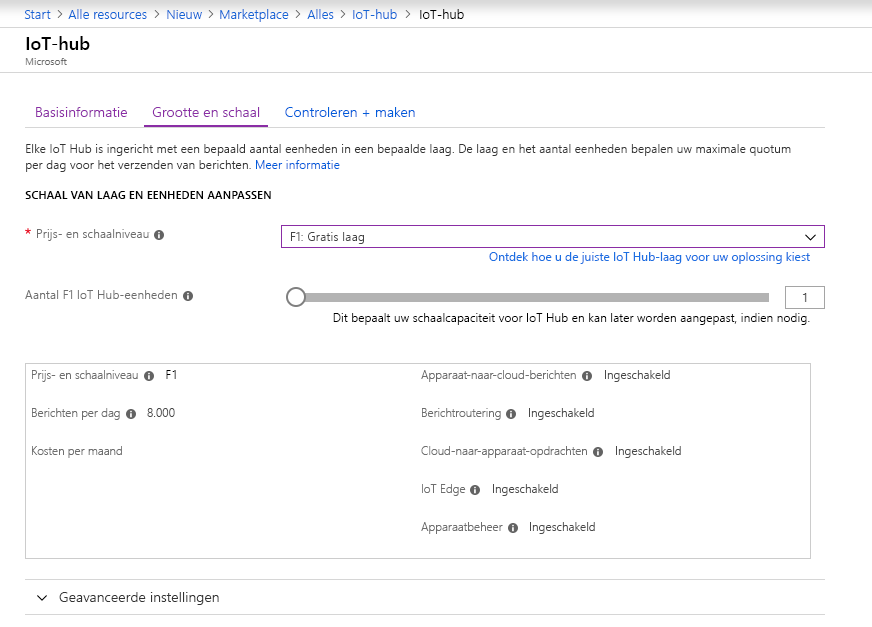 Start > Alle resources > Nieuw > Marketplace > Alles > IoT-hub > IoT-hub
IoT-hub
Microsoft
Basisinformatie Grootte en schaal Controleren + maken
Elke IoT Hub is ingericht met een bepaald aantal eenheden in een bepaalde laag. De laag en het aantal eenheden bepalen uw maximale quotum
per dag voor het verzenden van berichten. Meer informatie
SCHAAL VAN LAAG EN EENHEDEN AANPASSEN
* Prijs- en schaalniveau F1: Gratis laag
Ontdek hoe u de juiste IoT Hub-laag voor uw oplossing kiest
Aantal F1 IoT Hub-eenheden 1
Dit bepaalt uw schaalcapaciteit voor IoT Hub en kan later worden aangepast, indien nodig.
Prijs- en schaalniveau F1 Apparaat-naar-cloud-berichten Ingeschakeld
Berichten per dag 8.000 Berichtroutering Ingeschakeld
Kosten per maand Cloud-naar-apparaat-opdrachten Ingeschakeld
IoT Edge Ingeschakeld
Apparaatbeheer Ingeschakeld
Geavanceerde instellingen